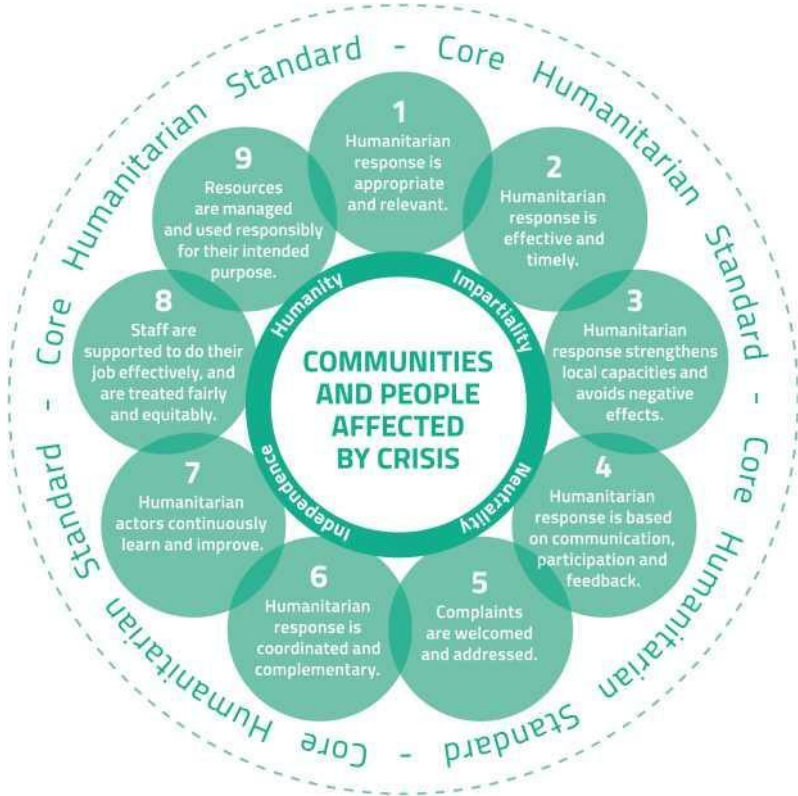 Core Humanitarian Standard - Core Humanitarian Standard - Core Humanitarian Standard - Core Humanitarian Standard -
1
Humanitarian
response is
appropriate
and relevant.
2
Humanitarian
response is
effective and
timely.
3
Humanitarian
response strengthens
local capacities and
avoids negative
effects.
4
Humanitarian
response is based
on communication,
participation and
feedback.
5
Complaints
are welcomed
and addressed.
6
Humanitarian
response is
coordinated and
complementary.
7
Humanitarian
actors continuously
learn and improve.
8
Staff are
supported to do their
job effectively, and
are treated fairly
and equitably.
9
Resources
are managed
and used responsibly
for their intended
purpose.
Humanity
Impartiality
Neutrality
Independence
COMMUNITIES
AND PEOPLE
AFFECTED
BY CRISIS